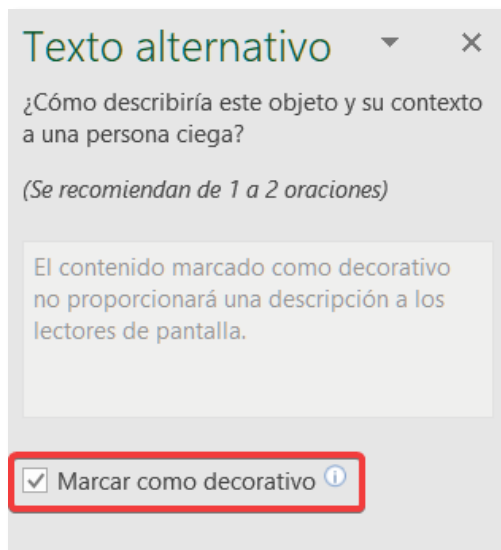 Texto alternativo
¿Cómo describiría este objeto y su contexto
a una persona ciega?
(Se recomiendan de 1 a 2 oraciones)
El contenido marcado como decorativo
no proporcionará una descripción a los
lectores de pantalla.
Marcar como decorativo